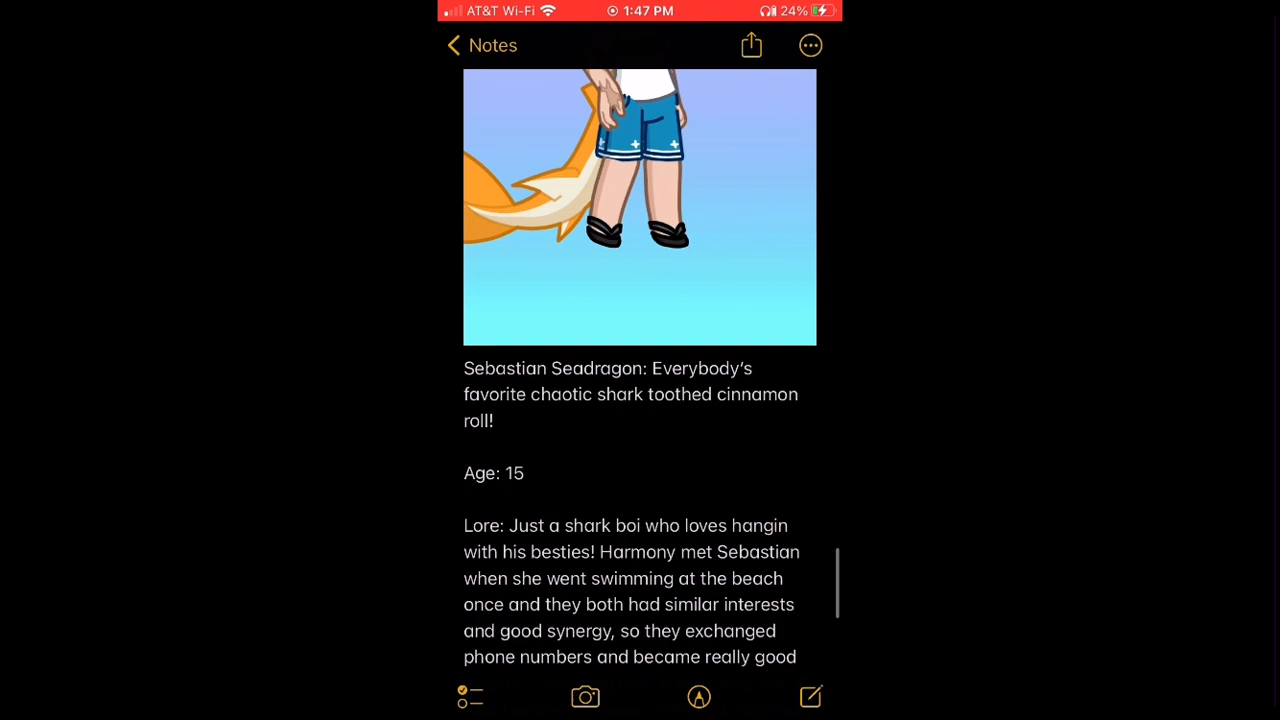 AT&T Wi-Fi 1:47 PM 24%
Notes
Sebastian Seadragon: Everybody’s
favorite chaotic shark toothed cinnamon
roll!
Age: 15
Lore: Just a shark boi who loves hangin
with his besties! Harmony met Sebastian
when she went swimming at the beach
once and they both had similar interests
and good synergy, so they exchanged
phone numbers and became really good